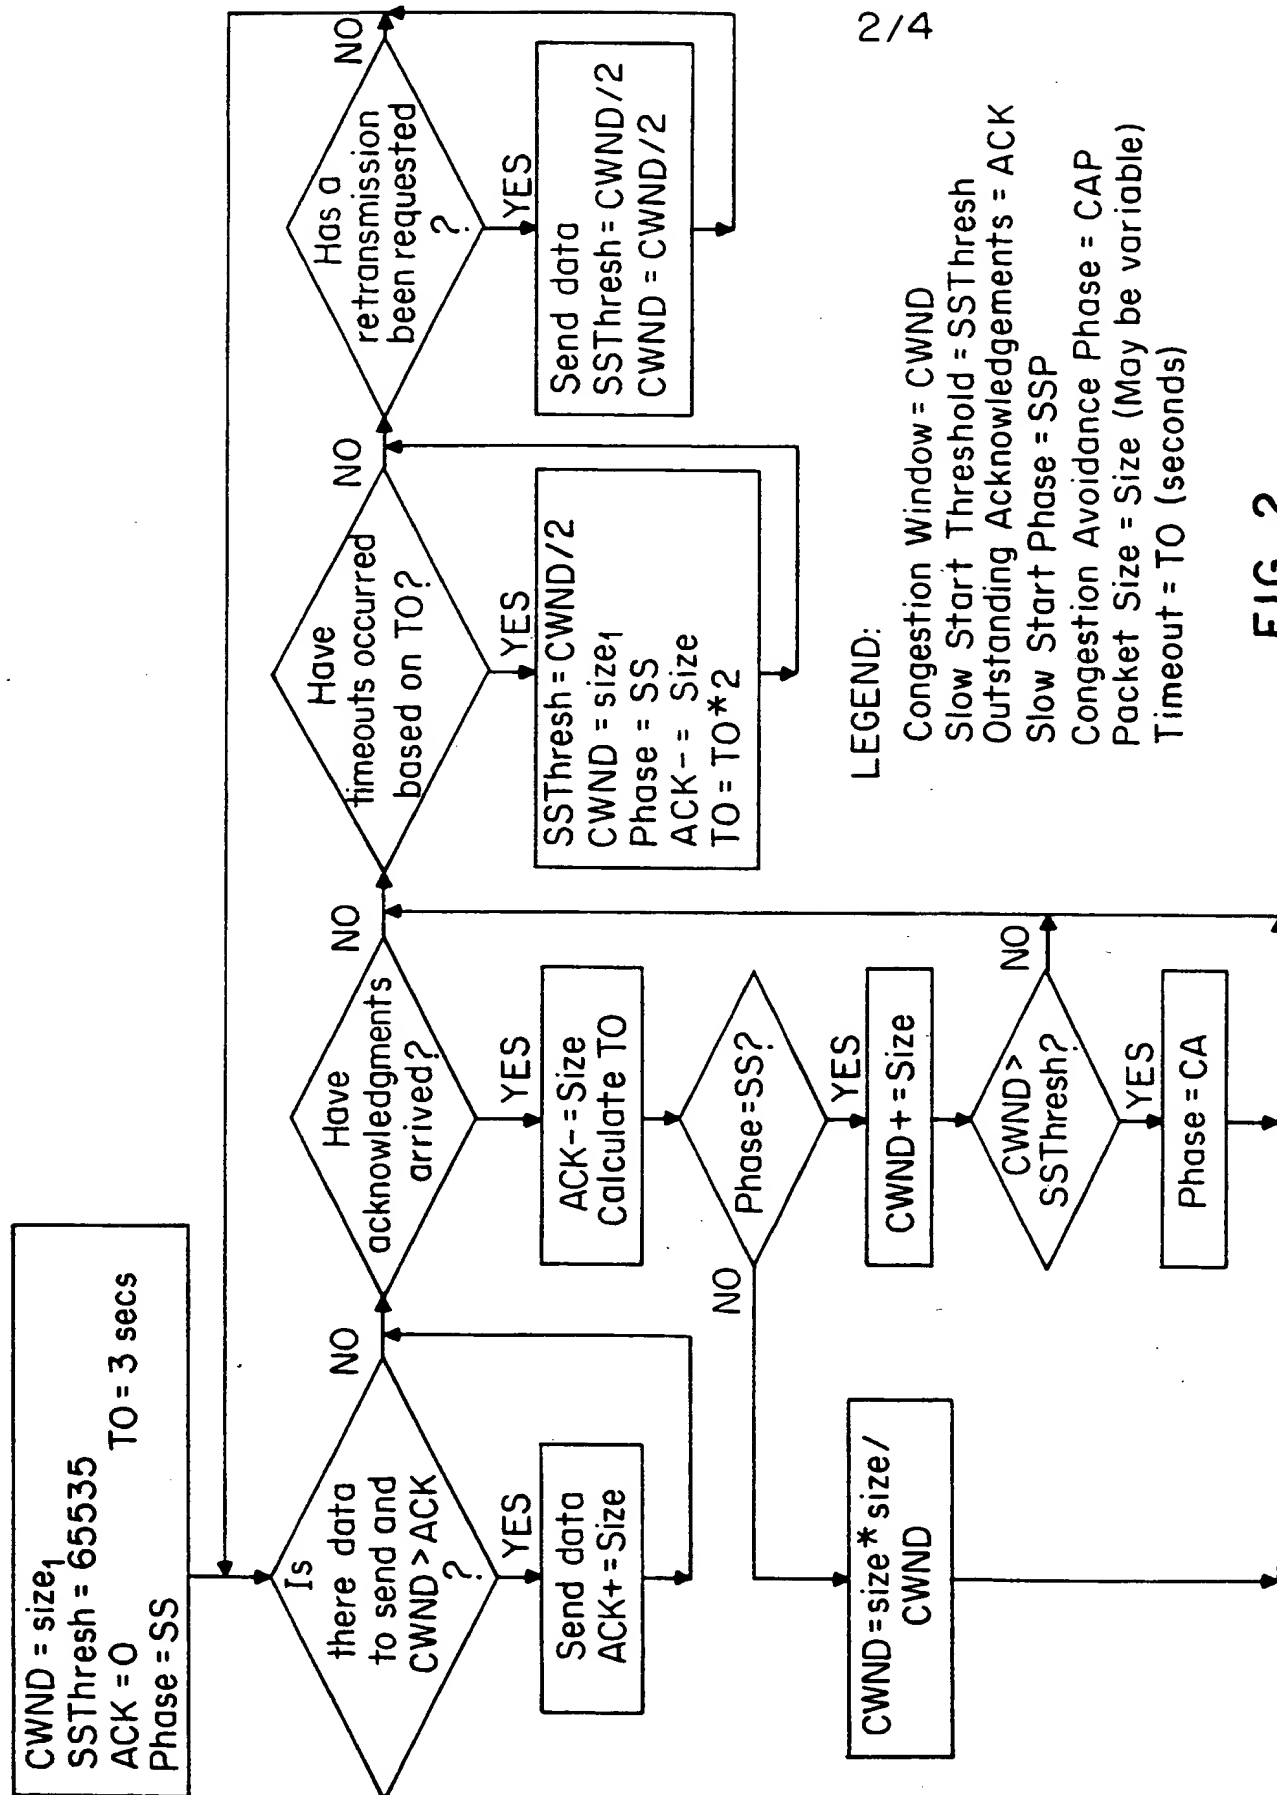 2/4
CWND = size1
SSThresh = 65535
ACK = 0
TO = 3 secs
Phase = SS
Is
there data
to send and
CWND > ACK
?
NO
YES
Send data
ACK+=Size
Have
acknowledgments
arrived?
NO
YES
ACK-=Size
Calculate TO
Phase=SS?
NO
YES
CWND+=Size
CWND=size*size/
CWND
CWND>
SSThresh?
NO
YES
Phase=CA
Have
timeouts occurred
based on TO?
NO
YES
SSThresh = CWND/2
CWND = size1
Phase = SS
ACK-= Size
TO = TO*2
Has a
retransmission
been requested
?
NO
YES
Send data
SSThresh = CWND/2
CWND = CWND/2
LEGEND:
Congestion Window = CWND
Slow Start Threshold = SSThresh
Outstanding Acknowledgements = ACK
Slow Start Phase = SSP
Congestion Avoidance Phase = CAP
Packet Size = Size (May be variable)
Timeout = TO (seconds)
FIG. 2